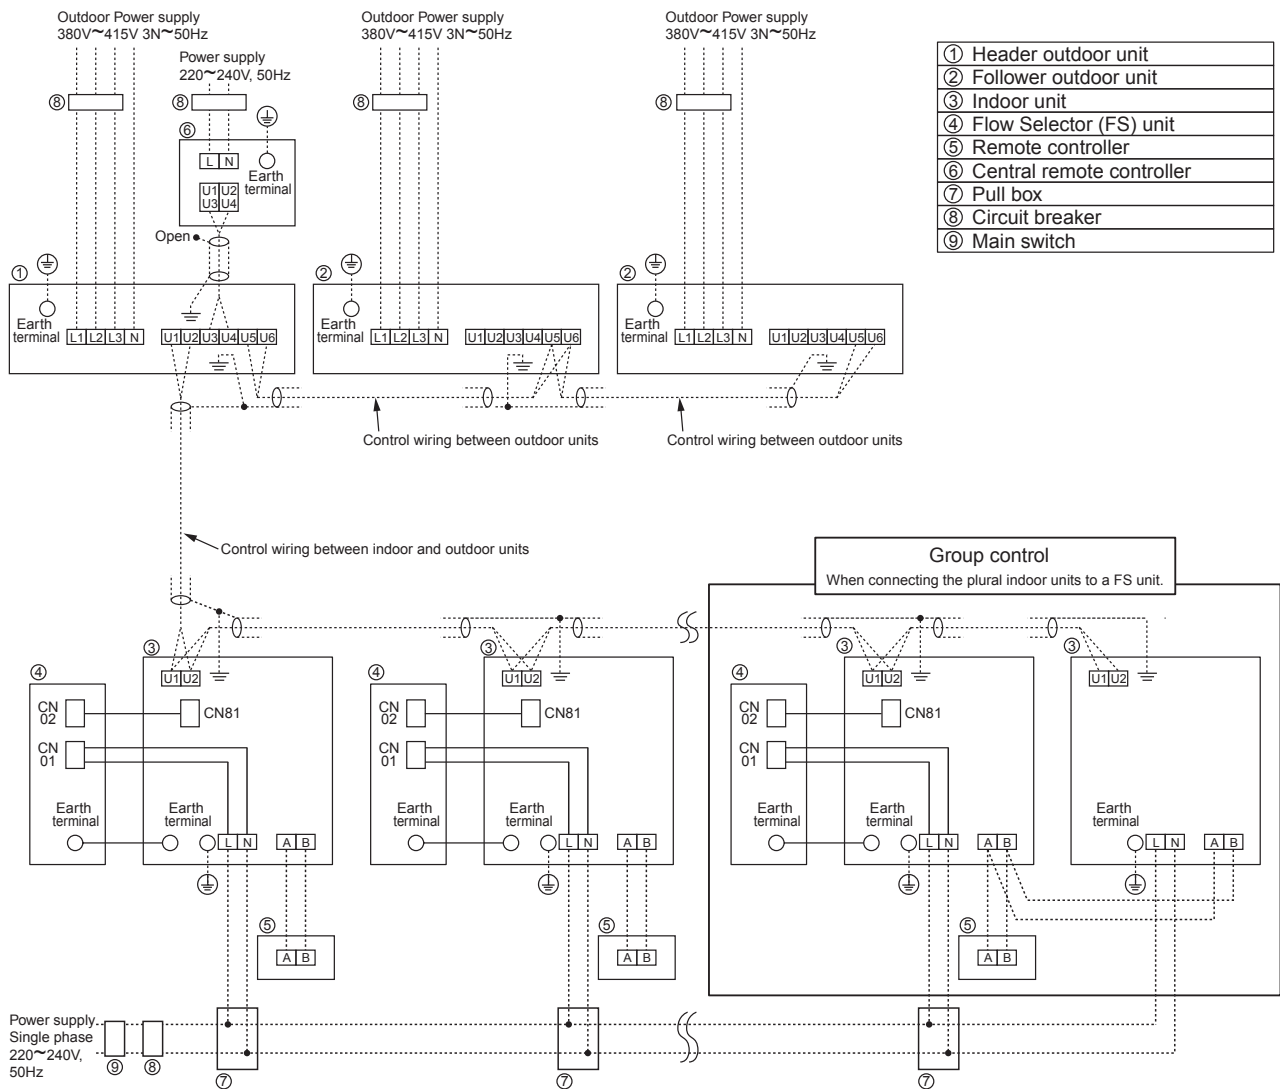 Outdoor Power supply
380V~415V 3N~50Hz
Outdoor Power supply
380V~415V 3N~50Hz
Outdoor Power supply
380V~415V 3N~50Hz
Power supply
220~240V, 50Hz
① Header outdoor unit
② Follower outdoor unit
③ Indoor unit
④ Flow Selector (FS) unit
⑤ Remote controller
⑥ Central remote controller
⑦ Pull box
⑧ Circuit breaker
⑨ Main switch
⑧
⑧
⑧
⑧
⑥
L N
Earth
terminal
U1 U2
U3 U4
Open
①
Earth
terminal
L1 L2 L3 N
U1 U2 U3 U4 U5 U6
②
Earth
terminal
L1 L2 L3 N
U1 U2 U3 U4 U5 U6
②
Earth
terminal
L1 L2 L3 N
U1 U2 U3 U4 U5 U6
Control wiring between outdoor units
Control wiring between outdoor units
Control wiring between indoor and outdoor units
Group control
When connecting the plural indoor units to a FS unit.
④
CN
02
CN
01
Earth
terminal
③
U1 U2
CN81
Earth
terminal
L N
A B
⑤
A B
④
CN
02
CN
01
Earth
terminal
③
U1 U2
CN81
Earth
terminal
L N
A B
⑤
A B
④
CN
02
CN
01
Earth
terminal
③
U1 U2
CN81
Earth
terminal
L N
A B
⑤
A B
③
U1 U2
Earth
terminal
L N
A B
Power supply
Single phase
220~240V,
50Hz
⑨
⑧
⑦
⑦
⑦